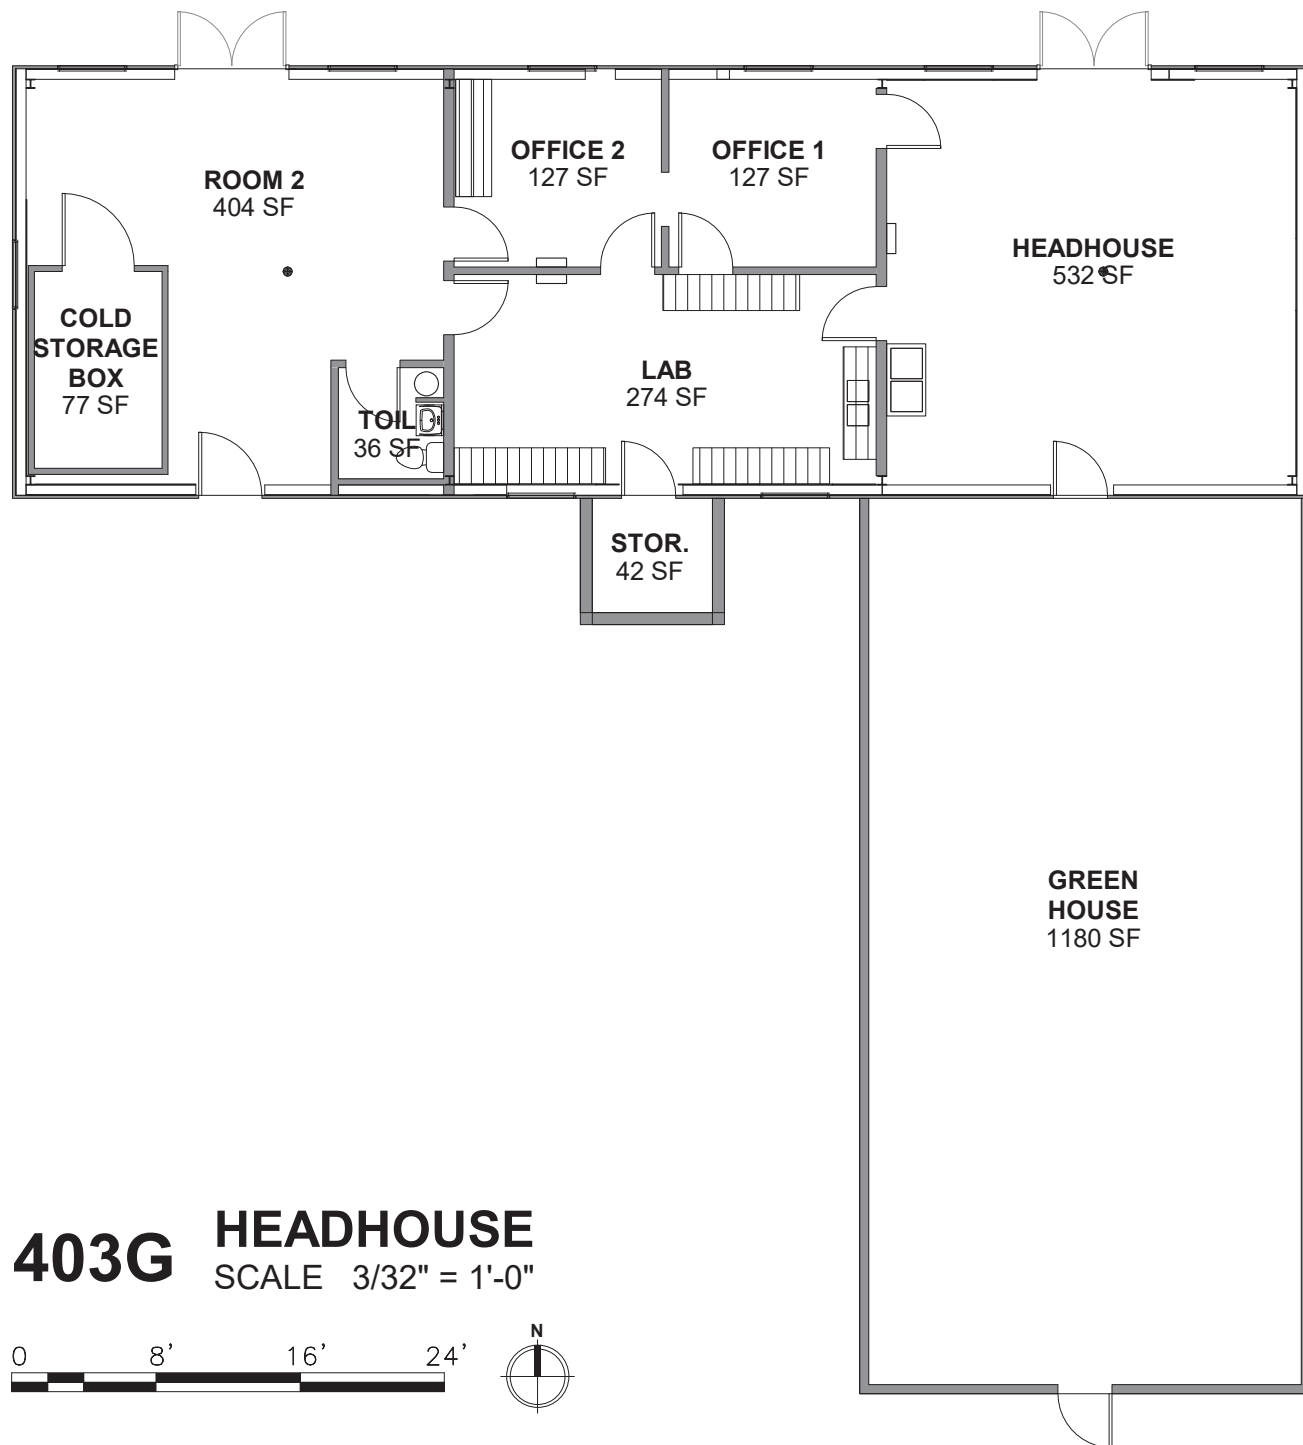 OFFICE 2
127 SF
OFFICE 1
127 SF
ROOM 2
404 SF
HEADHOUSE
532 SF
COLD
STORAGE
BOX
77 SF
LAB
274 SF
TOIL
36 SF
STOR.
42 SF
GREEN
HOUSE
1180 SF
403G
HEADHOUSE
SCALE 3/32" = 1'-0"
0 8' 16' 24'
N